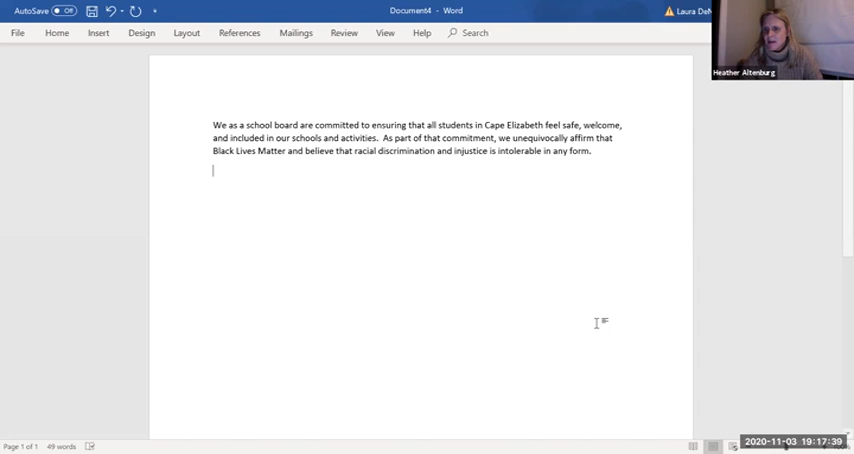 AutoSave Off Document4 - Word Laura DeN
File Home Insert Design Layout References Mailings Review View Help Search
Heather Altenburg
We as a school board are committed to ensuring that all students in Cape Elizabeth feel safe, welcome,
and included in our schools and activities. As part of that commitment, we unequivocally affirm that
Black Lives Matter and believe that racial discrimination and injustice is intolerable in any form.
Page 1 of 1 49 words
2020-11-03 19:17:39